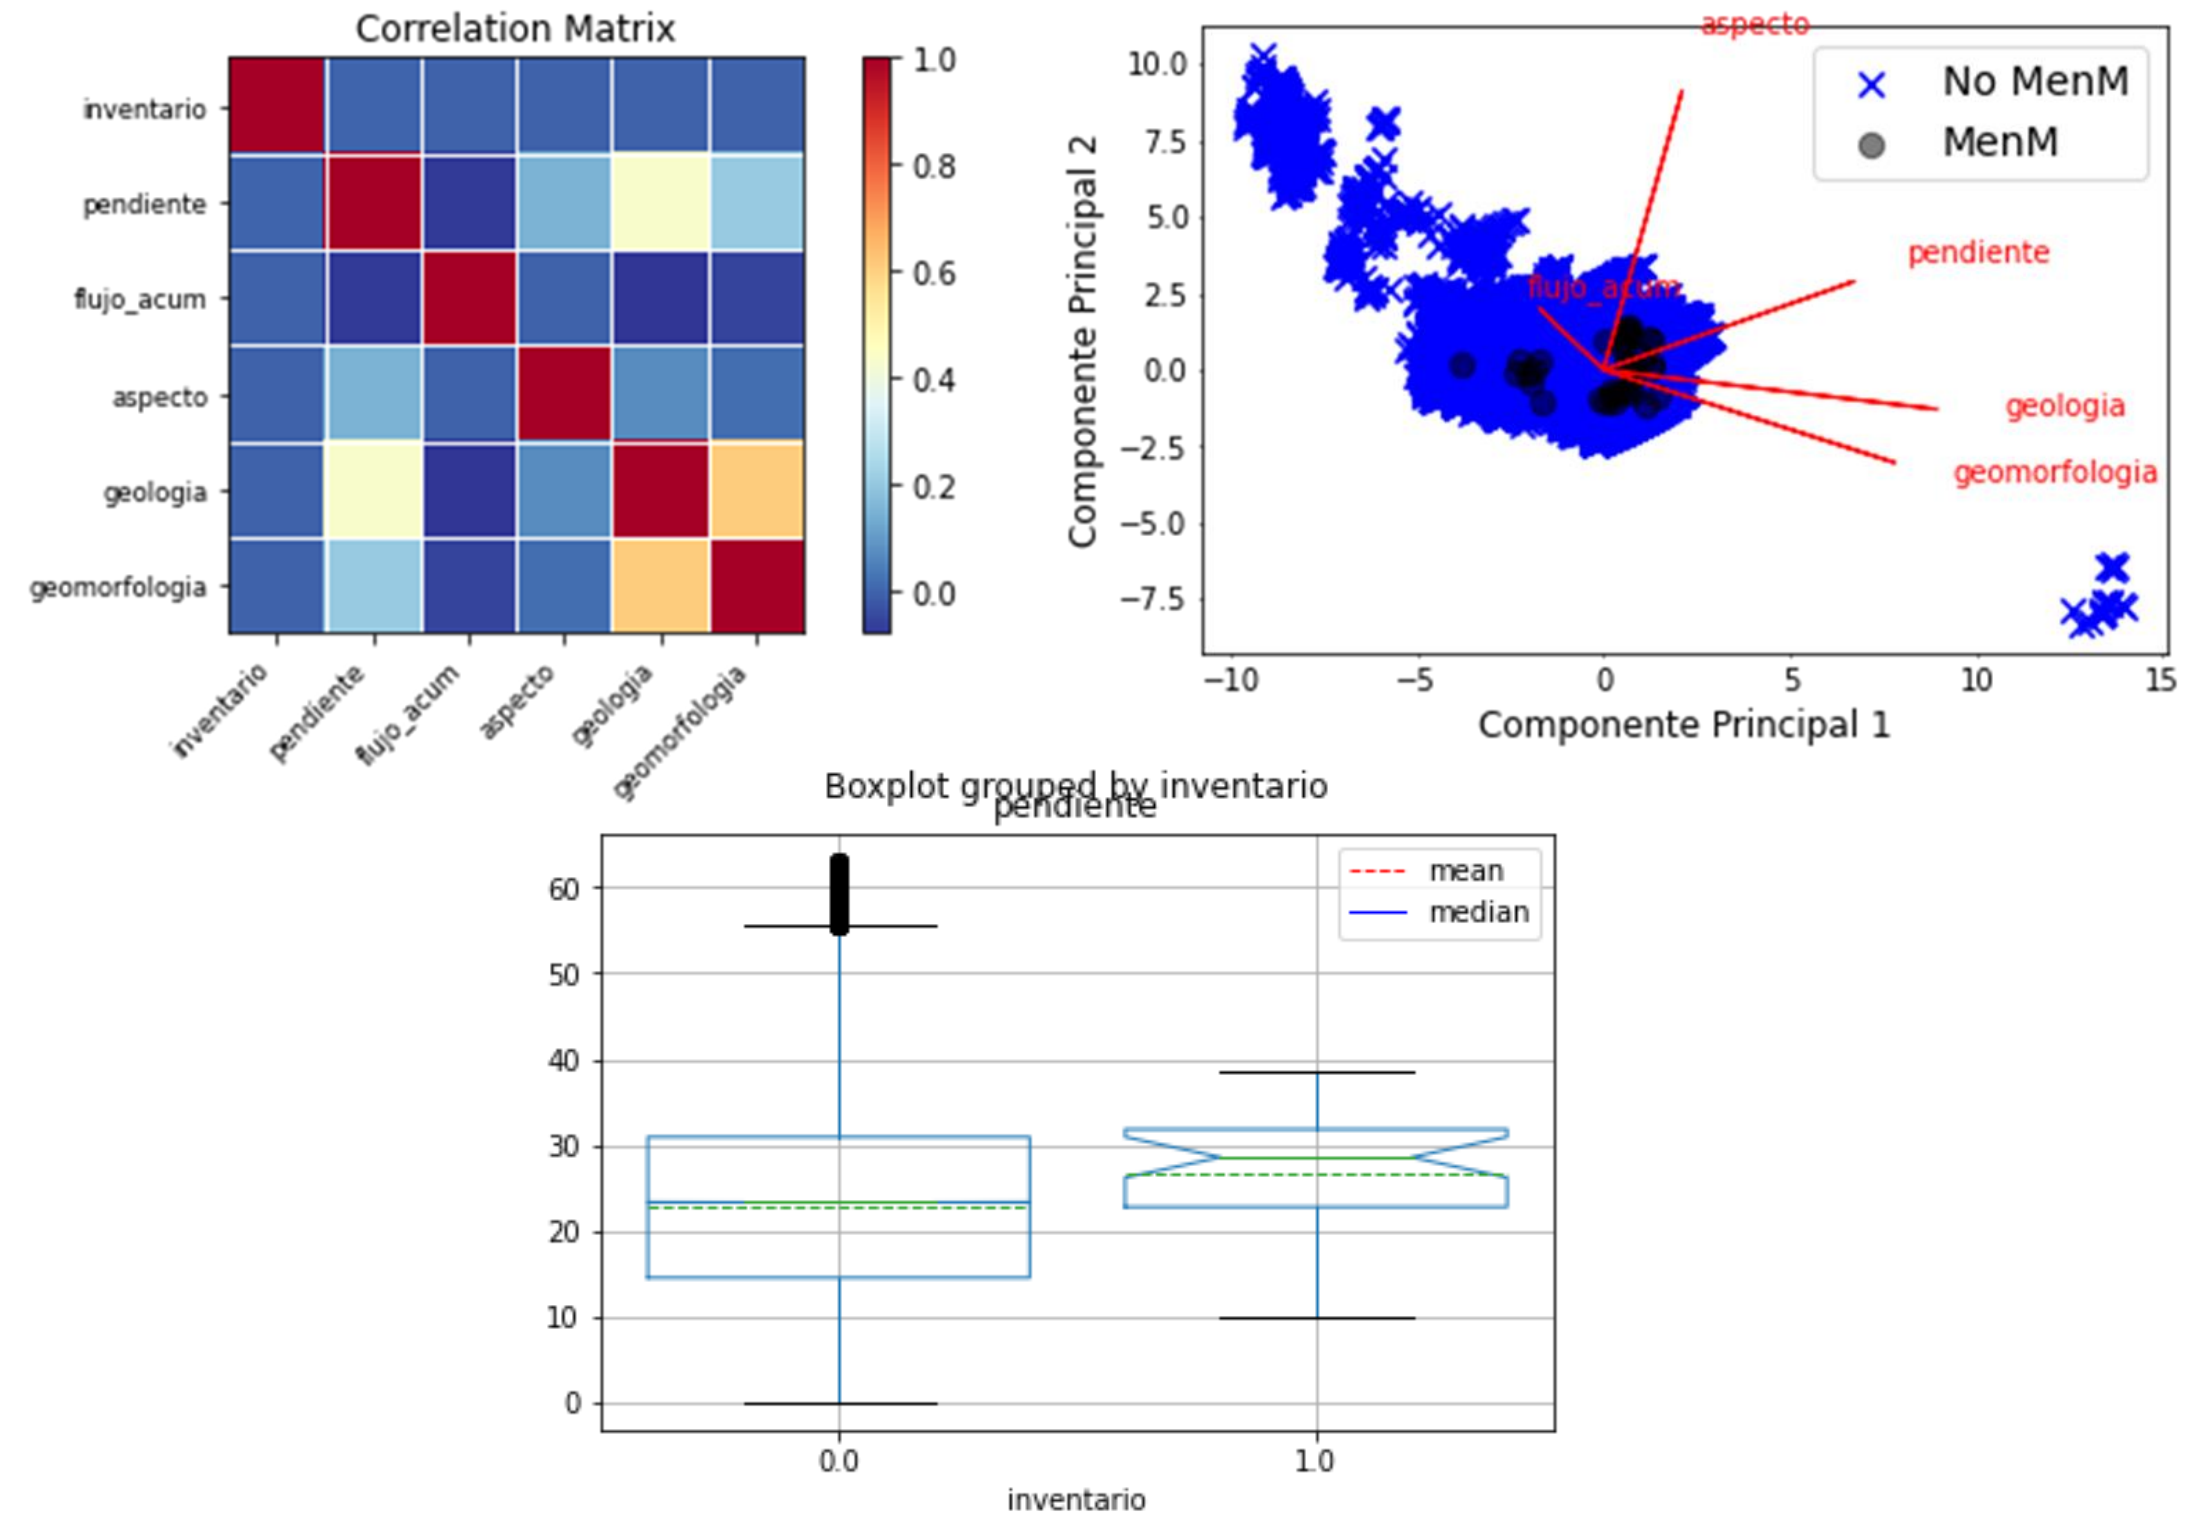 Correlation Matrix
inventario
pendiente
flujo_acum
aspecto
geologia
geomorfologia
inventario
pendiente
flujo_acum
aspecto
geologia
geomorfologia
1.0
0.8
0.6
0.4
0.2
0.0
Componente Principal 2
10.0
7.5
5.0
2.5
0.0
−2.5
−5.0
−7.5
aspecto
No MenM
MenM
pendiente
flujo_acum
geologia
geomorfologia
−10
−5
0
5
10
15
Componente Principal 1
Boxplot grouped by inventario
pendiente
mean
median
60
50
40
30
20
10
0
0.0
1.0
inventario